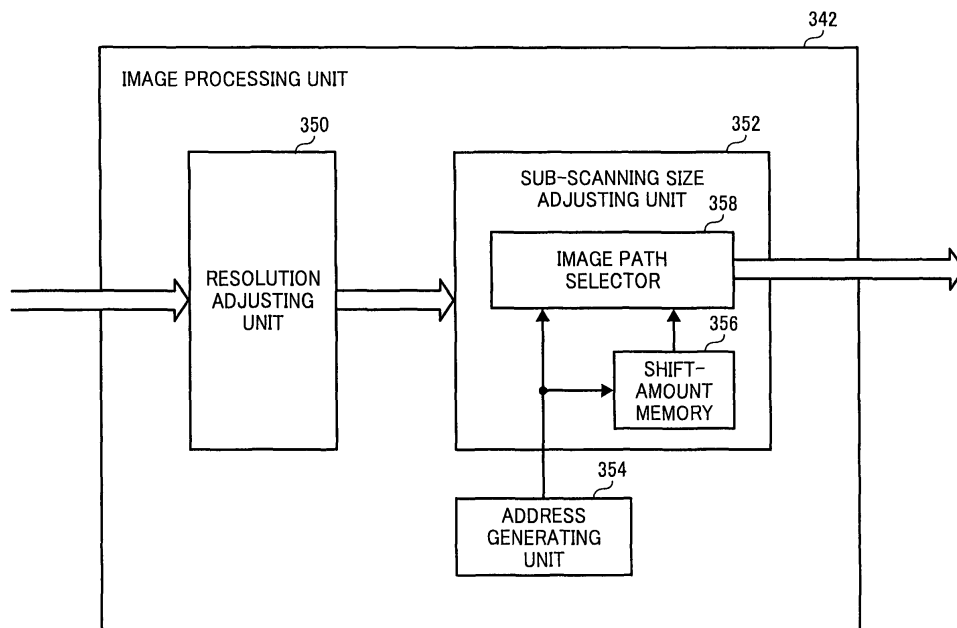 342
IMAGE PROCESSING UNIT
350
RESOLUTION
ADJUSTING
UNIT
352
SUB-SCANNING SIZE
ADJUSTING UNIT
358
IMAGE PATH
SELECTOR
356
SHIFT-
AMOUNT
MEMORY
354
ADDRESS
GENERATING
UNIT